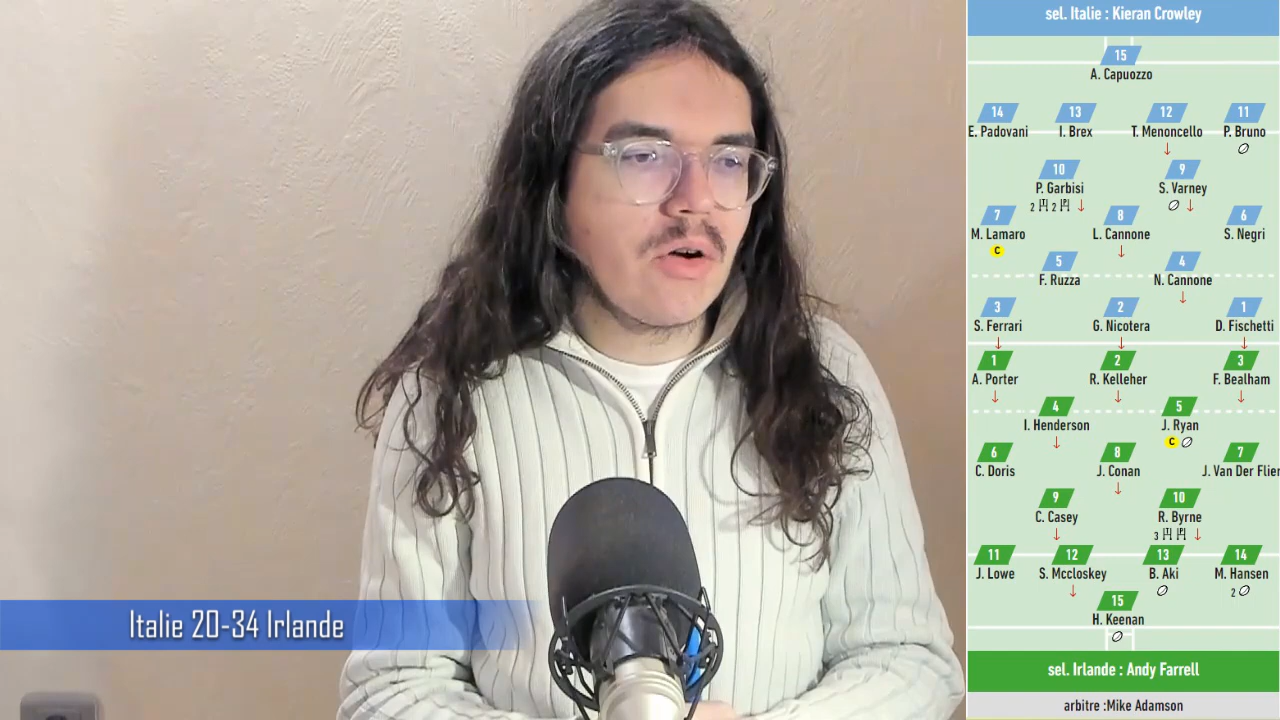 sel. Italie : Kieran Crowley
15
A. Capuozzo
14 13 12 11
E. Padovani I. Brex T. Menoncello P. Bruno
10 9
P. Garbisi S. Varney
2 2
7 8 6
M. Lamaro L. Cannone S. Negri
C
5 4
F. Ruzza N. Cannone
3 2 1
S. Ferrari G. Nicotera D. Fischetti
1 2 3
A. Porter R. Kelleher F. Bealham
4 5
I. Henderson J. Ryan
C
6 8 7
C. Doris J. Conan J. Van Der Flier
9 10
C. Casey R. Byrne
3
11 12 13 14
J. Lowe S. Mccloskey B. Aki M. Hansen
2
15
H. Keenan
Italie 20-34 Irlande
sel. Irlande : Andy Farrell
arbitre :Mike Adamson